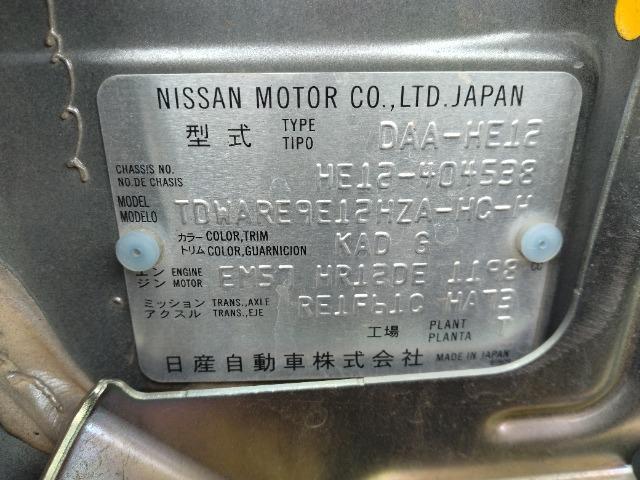 NISSAN MOTOR CO.,LTD.JAPAN
型式 TYPE TIPO DAA-HE12
CHASSIS NO. NO.DE CHASIS HE12-404538
MODEL MODELO TDWARE9E12HZA-HC-H
カラー COLOR,TRIM トリム COLOR,GUARNICION KAD G
エンジン ENGINE MOTOR EM57 HR12DE 1198
ミッション TRANS.,AXLE アクスル TRANS.,EJE RE1F61C HA73
工場 PLANT PLANTA T
日産自動車株式会社 MADE IN JAPAN